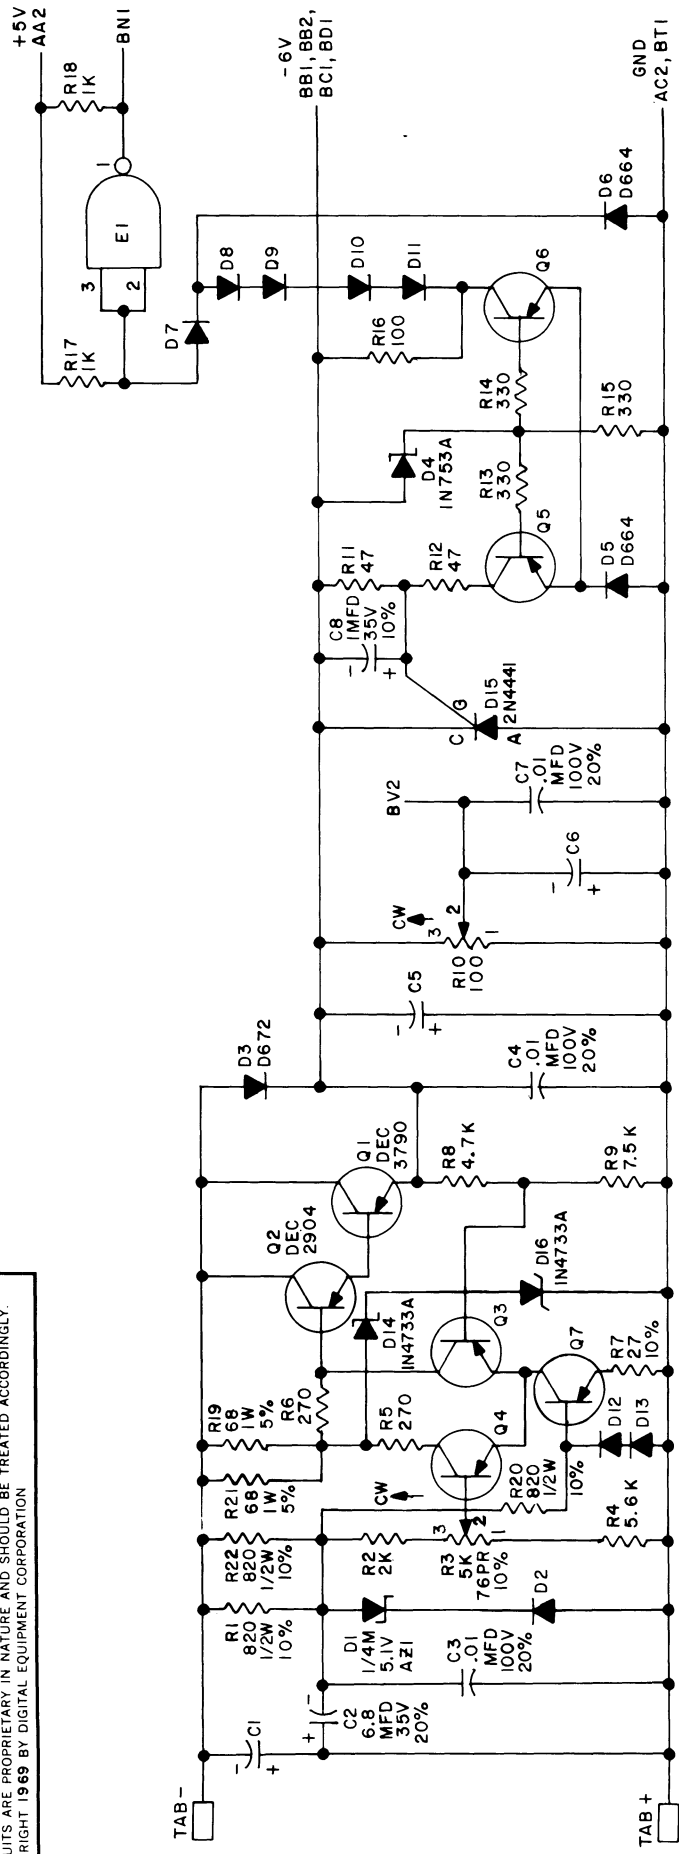 UITS ARE PROPRIETARY IN NATURE AND SHOULD BE TREATED ACCORDINGLY.
RIGHT 1969 BY DIGITAL EQUIPMENT CORPORATION
TAB-
TAB+
C1
+
-
+
-
C2
6.8
MFD
35V
20%
C3
.01
MFD
100V
20%
R1
820
1/2W
10%
D1
1/4M
5.1V
AZ1
D2
R22
820
1/2W
10%
R2
2K
CW
3
2
1
R3
5K
76PR
10%
R4
5.6K
R21
68
1W
5%
R19
68
1W
5%
R6
270
R5
270
Q4
R20
820
1/2W
10%
D12
D13
D14
1N4733A
Q3
Q7
R7
27
10%
D16
1N4733A
Q2
DEC
2904
Q1
DEC
3790
R8
4.7K
R9
7.5K
D3
D672
C4
.01
MFD
100V
20%
C5
-
+
R10
100
CW
3
2
1
C6
-
+
BV2
C7
.01
MFD
100V
20%
C
G
A
D15
2N4441
C8
1MFD
35V
10%
-
+
R11
47
R12
47
Q5
D5
D664
D4
1N753A
R13
330
R14
330
R15
330
R16
100
Q6
D7
D8
D9
D10
D11
D6
D664
R17
1K
3
2
E1
1
R18
1K
+5V
AA2
BN1
-6V
BB1, BB2,
BC1, BD1
GND
AC2, BT1